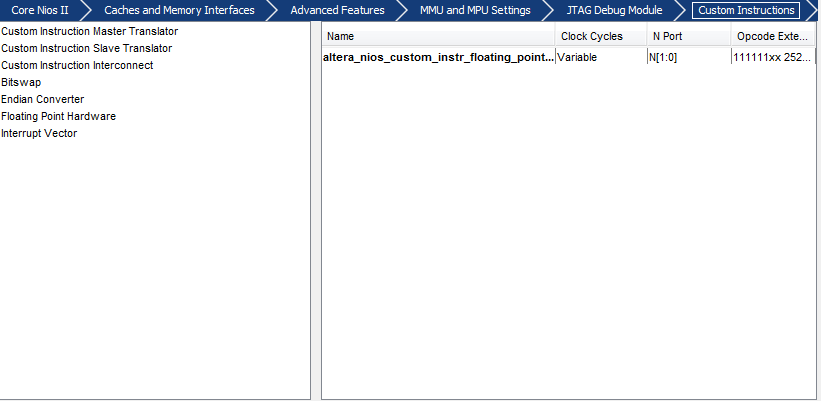 Core Nios II Caches and Memory Interfaces Advanced Features MMU and MPU Settings JTAG Debug Module Custom Instructions
Custom Instruction Master Translator
Custom Instruction Slave Translator
Custom Instruction Interconnect
Bitswap
Endian Converter
Floating Point Hardware
Interrupt Vector
Name Clock Cycles N Port Opcode Exte...
altera_nios_custom_instr_floating_point... Variable N[1:0] 111111xx 252...